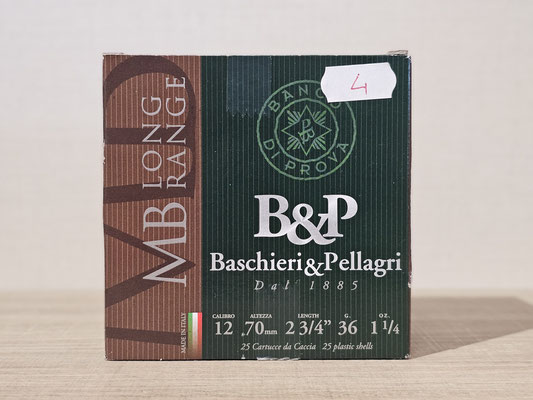 4
BANCO
DI PROVA
MB LONG
RANGE
B&P
Baschieri&Pellagri
Dal 1885
CALIBRO ALTEZZA LENGTH G. OZ.
12 .70mm 2 3/4" 36 1 1/4
25 Cartucce da Caccia 25 plastic shells
MADE IN ITALY